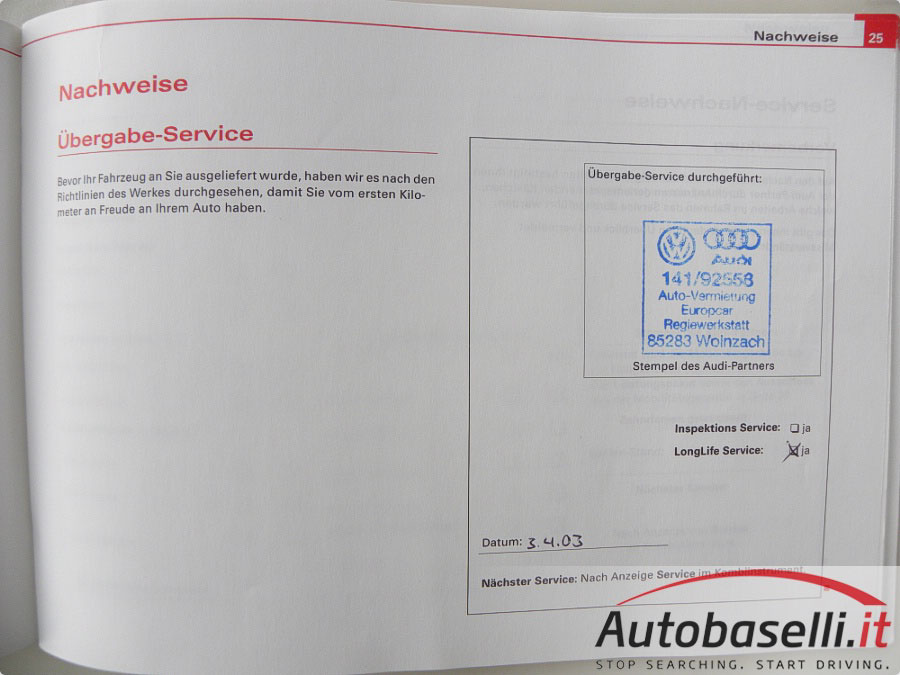 Nachweise 25
Nachweise
Übergabe-Service
Bevor Ihr Fahrzeug an Sie ausgeliefert wurde, haben wir es nach den
Richtlinien des Werkes durchgesehen, damit Sie vom ersten Kilo-
meter an Freude an Ihrem Auto haben.
Übergabe-Service durchgeführt:
Audi
141/92558
Auto-Vermietung
Europcar
Regiewerkstatt
85283 Wolnzach
Stempel des Audi-Partners
Inspektions Service: ja
LongLife Service: ja
Datum: 3.4.03
Nächster Service: Nach Anzeige Service im Kombiinstrument
Autobaselli.it
STOP SEARCHING. START DRIVING.